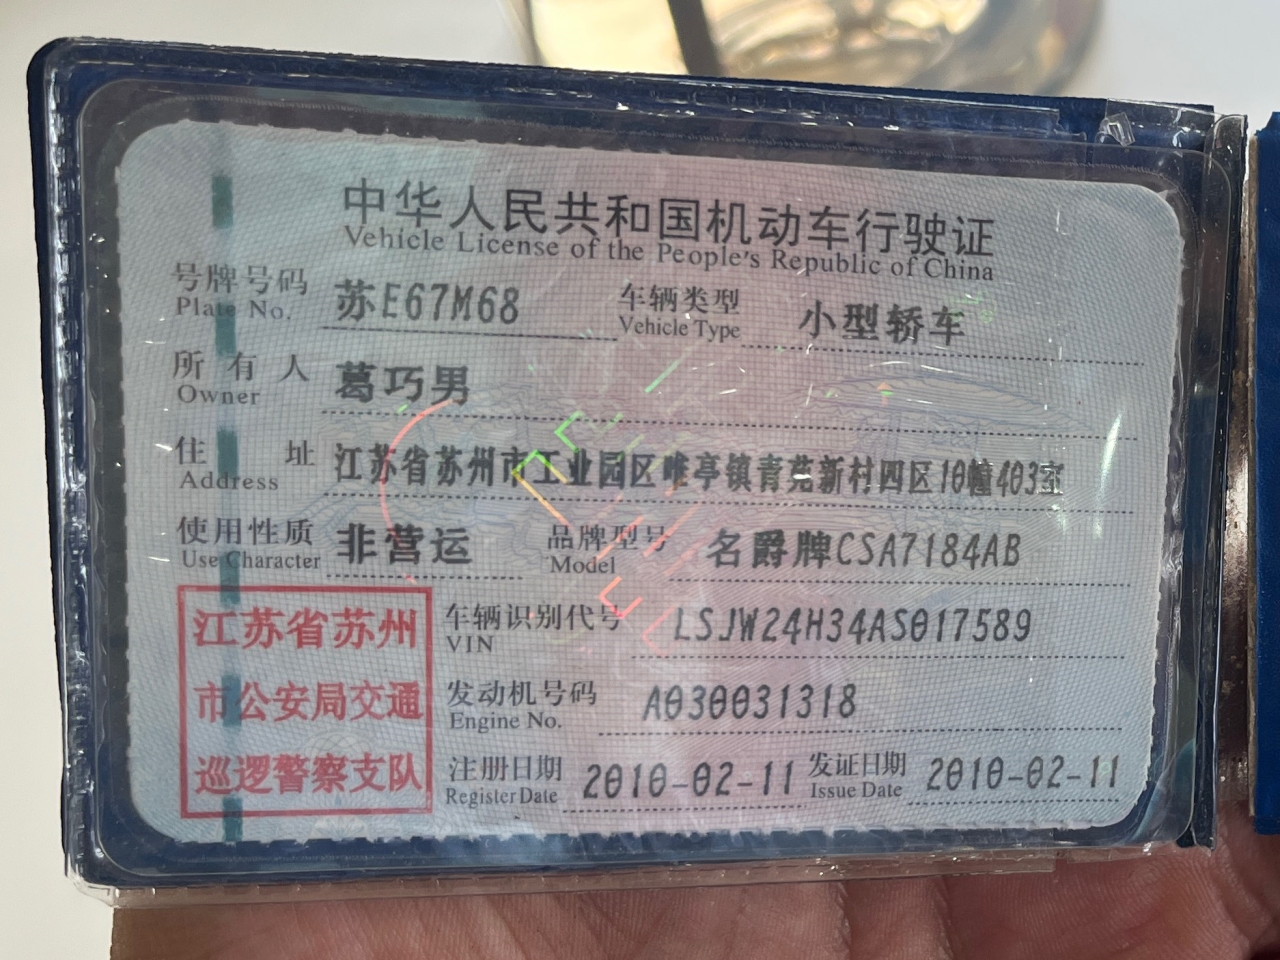 中华人民共和国机动车行驶证
Vehicle License of the People's Republic of China
号牌号码 苏E67M68 车辆类型 小型轿车
Plate No. Vehicle Type
所有人 葛巧男
Owner
住址 江苏省苏州市工业园区唯亭镇青苑新村四区10幢403室
Address
使用性质 非营运 品牌型号 名爵牌CSA7184AB
Use Character Model
江苏省苏州
市公安局交通
巡逻警察支队
车辆识别代号 LSJW24H34AS017589
VIN
发动机号码 A030031318
Engine No.
注册日期 2010-02-11 发证日期 2010-02-11
Register Date Issue Date